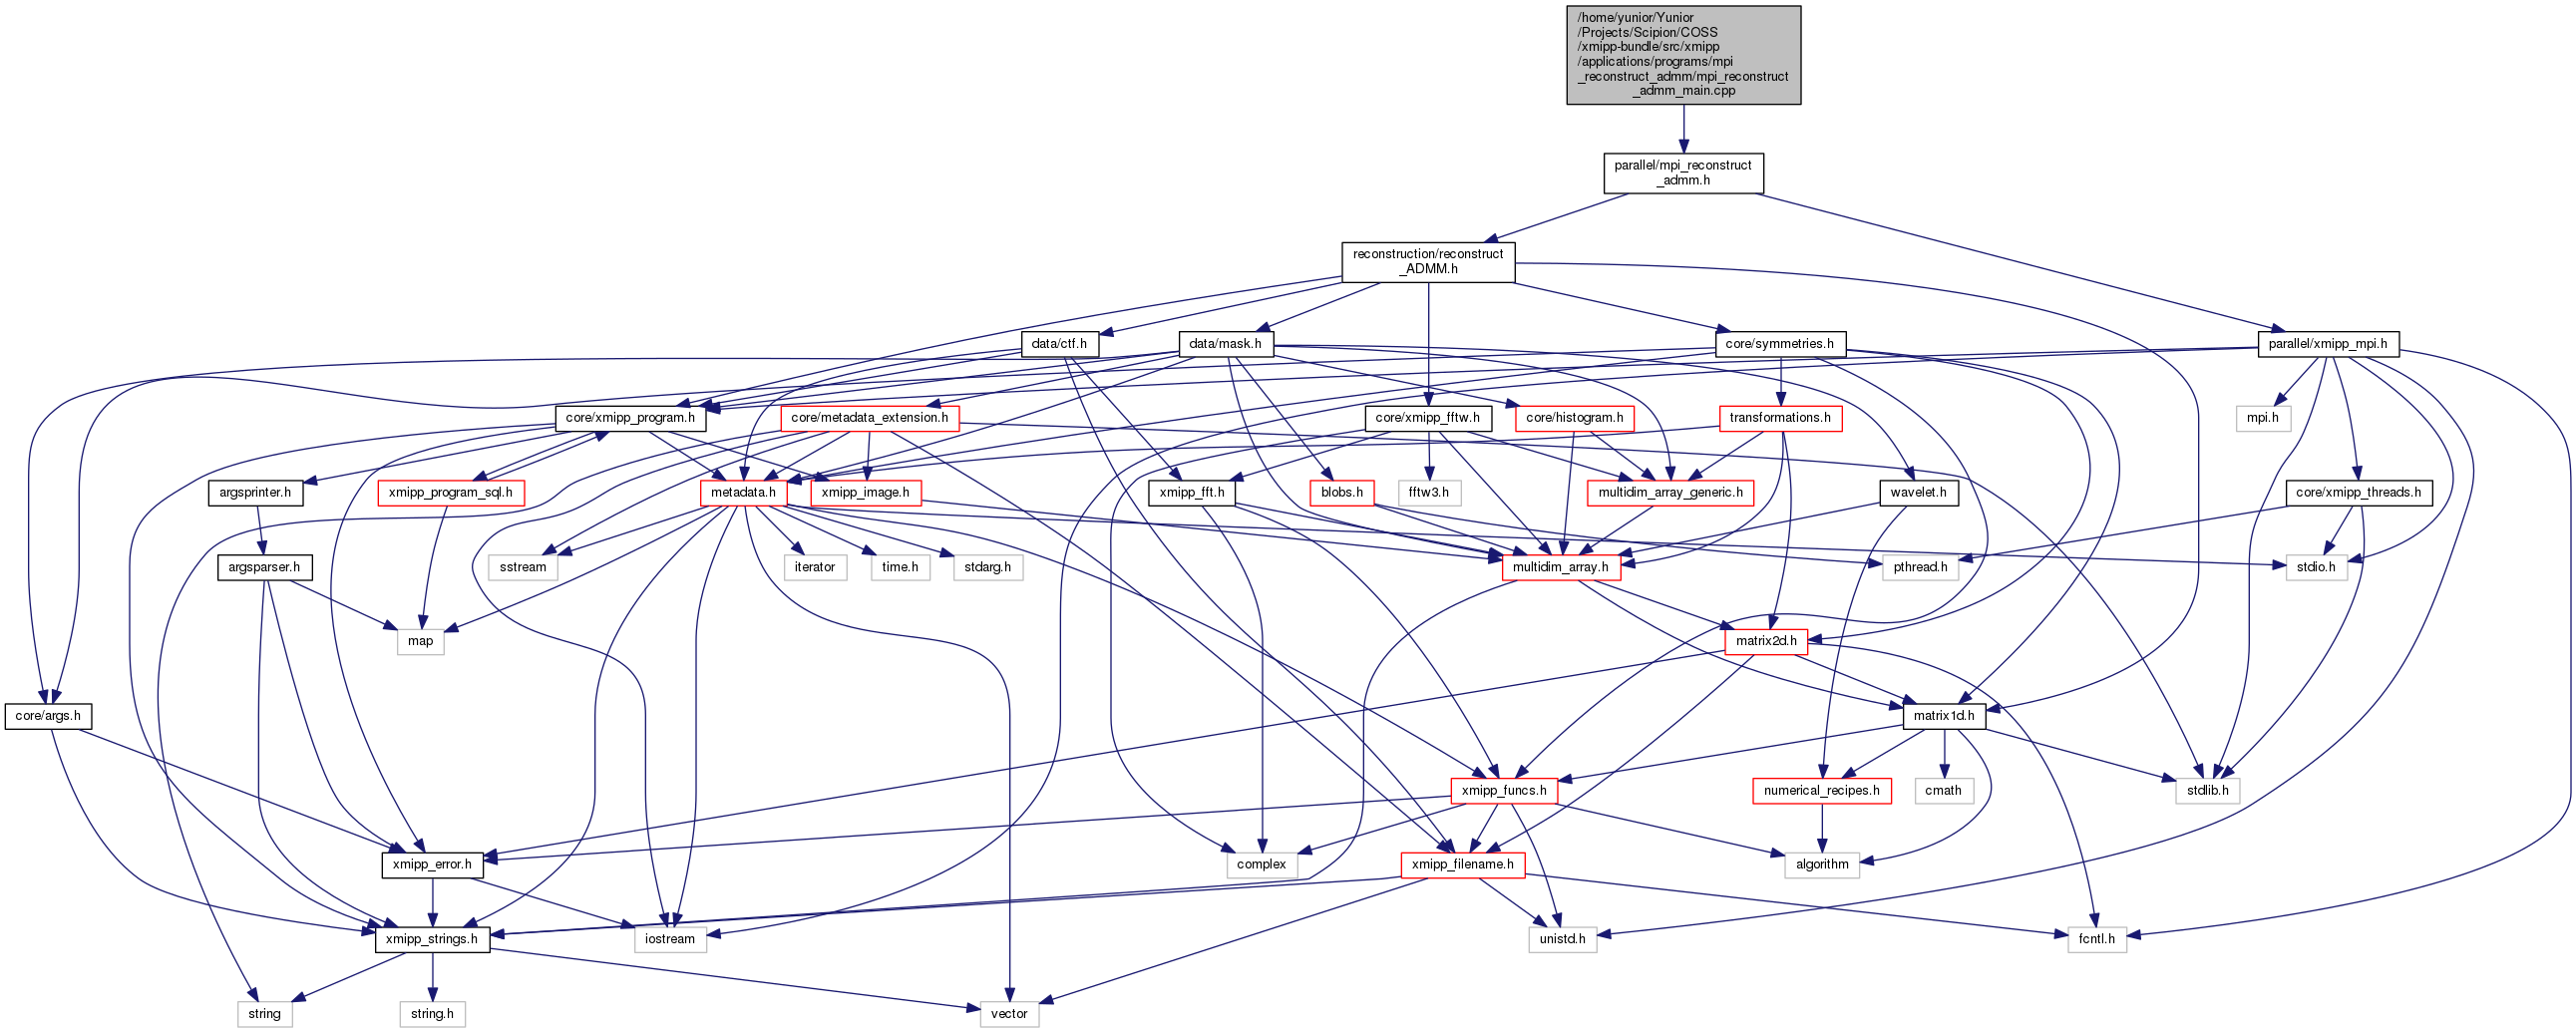 /home/yunior/Yunior
/Projects/Scipion/COSS
/xmipp-bundle/src/xmipp
/applications/programs/mpi
_reconstruct_admm/mpi_reconstruct
_admm_main.cpp
parallel/mpi_reconstruct
_admm.h
reconstruction/reconstruct
_ADMM.h
data/ctf.h
data/mask.h
core/symmetries.h
parallel/xmipp_mpi.h
core/xmipp_program.h
core/metadata_extension.h
core/xmipp_fftw.h
core/histogram.h
transformations.h
mpi.h
argsprinter.h
xmipp_program_sql.h
metadata.h
xmipp_image.h
xmipp_fft.h
blobs.h
fftw3.h
multidim_array_generic.h
wavelet.h
core/xmipp_threads.h
argsparser.h
sstream
iterator
time.h
stdarg.h
multidim_array.h
pthread.h
stdio.h
map
matrix2d.h
core/args.h
matrix1d.h
xmipp_funcs.h
numerical_recipes.h
cmath
stdlib.h
xmipp_error.h
complex
xmipp_filename.h
algorithm
xmipp_strings.h
iostream
unistd.h
fcntl.h
string
string.h
vector